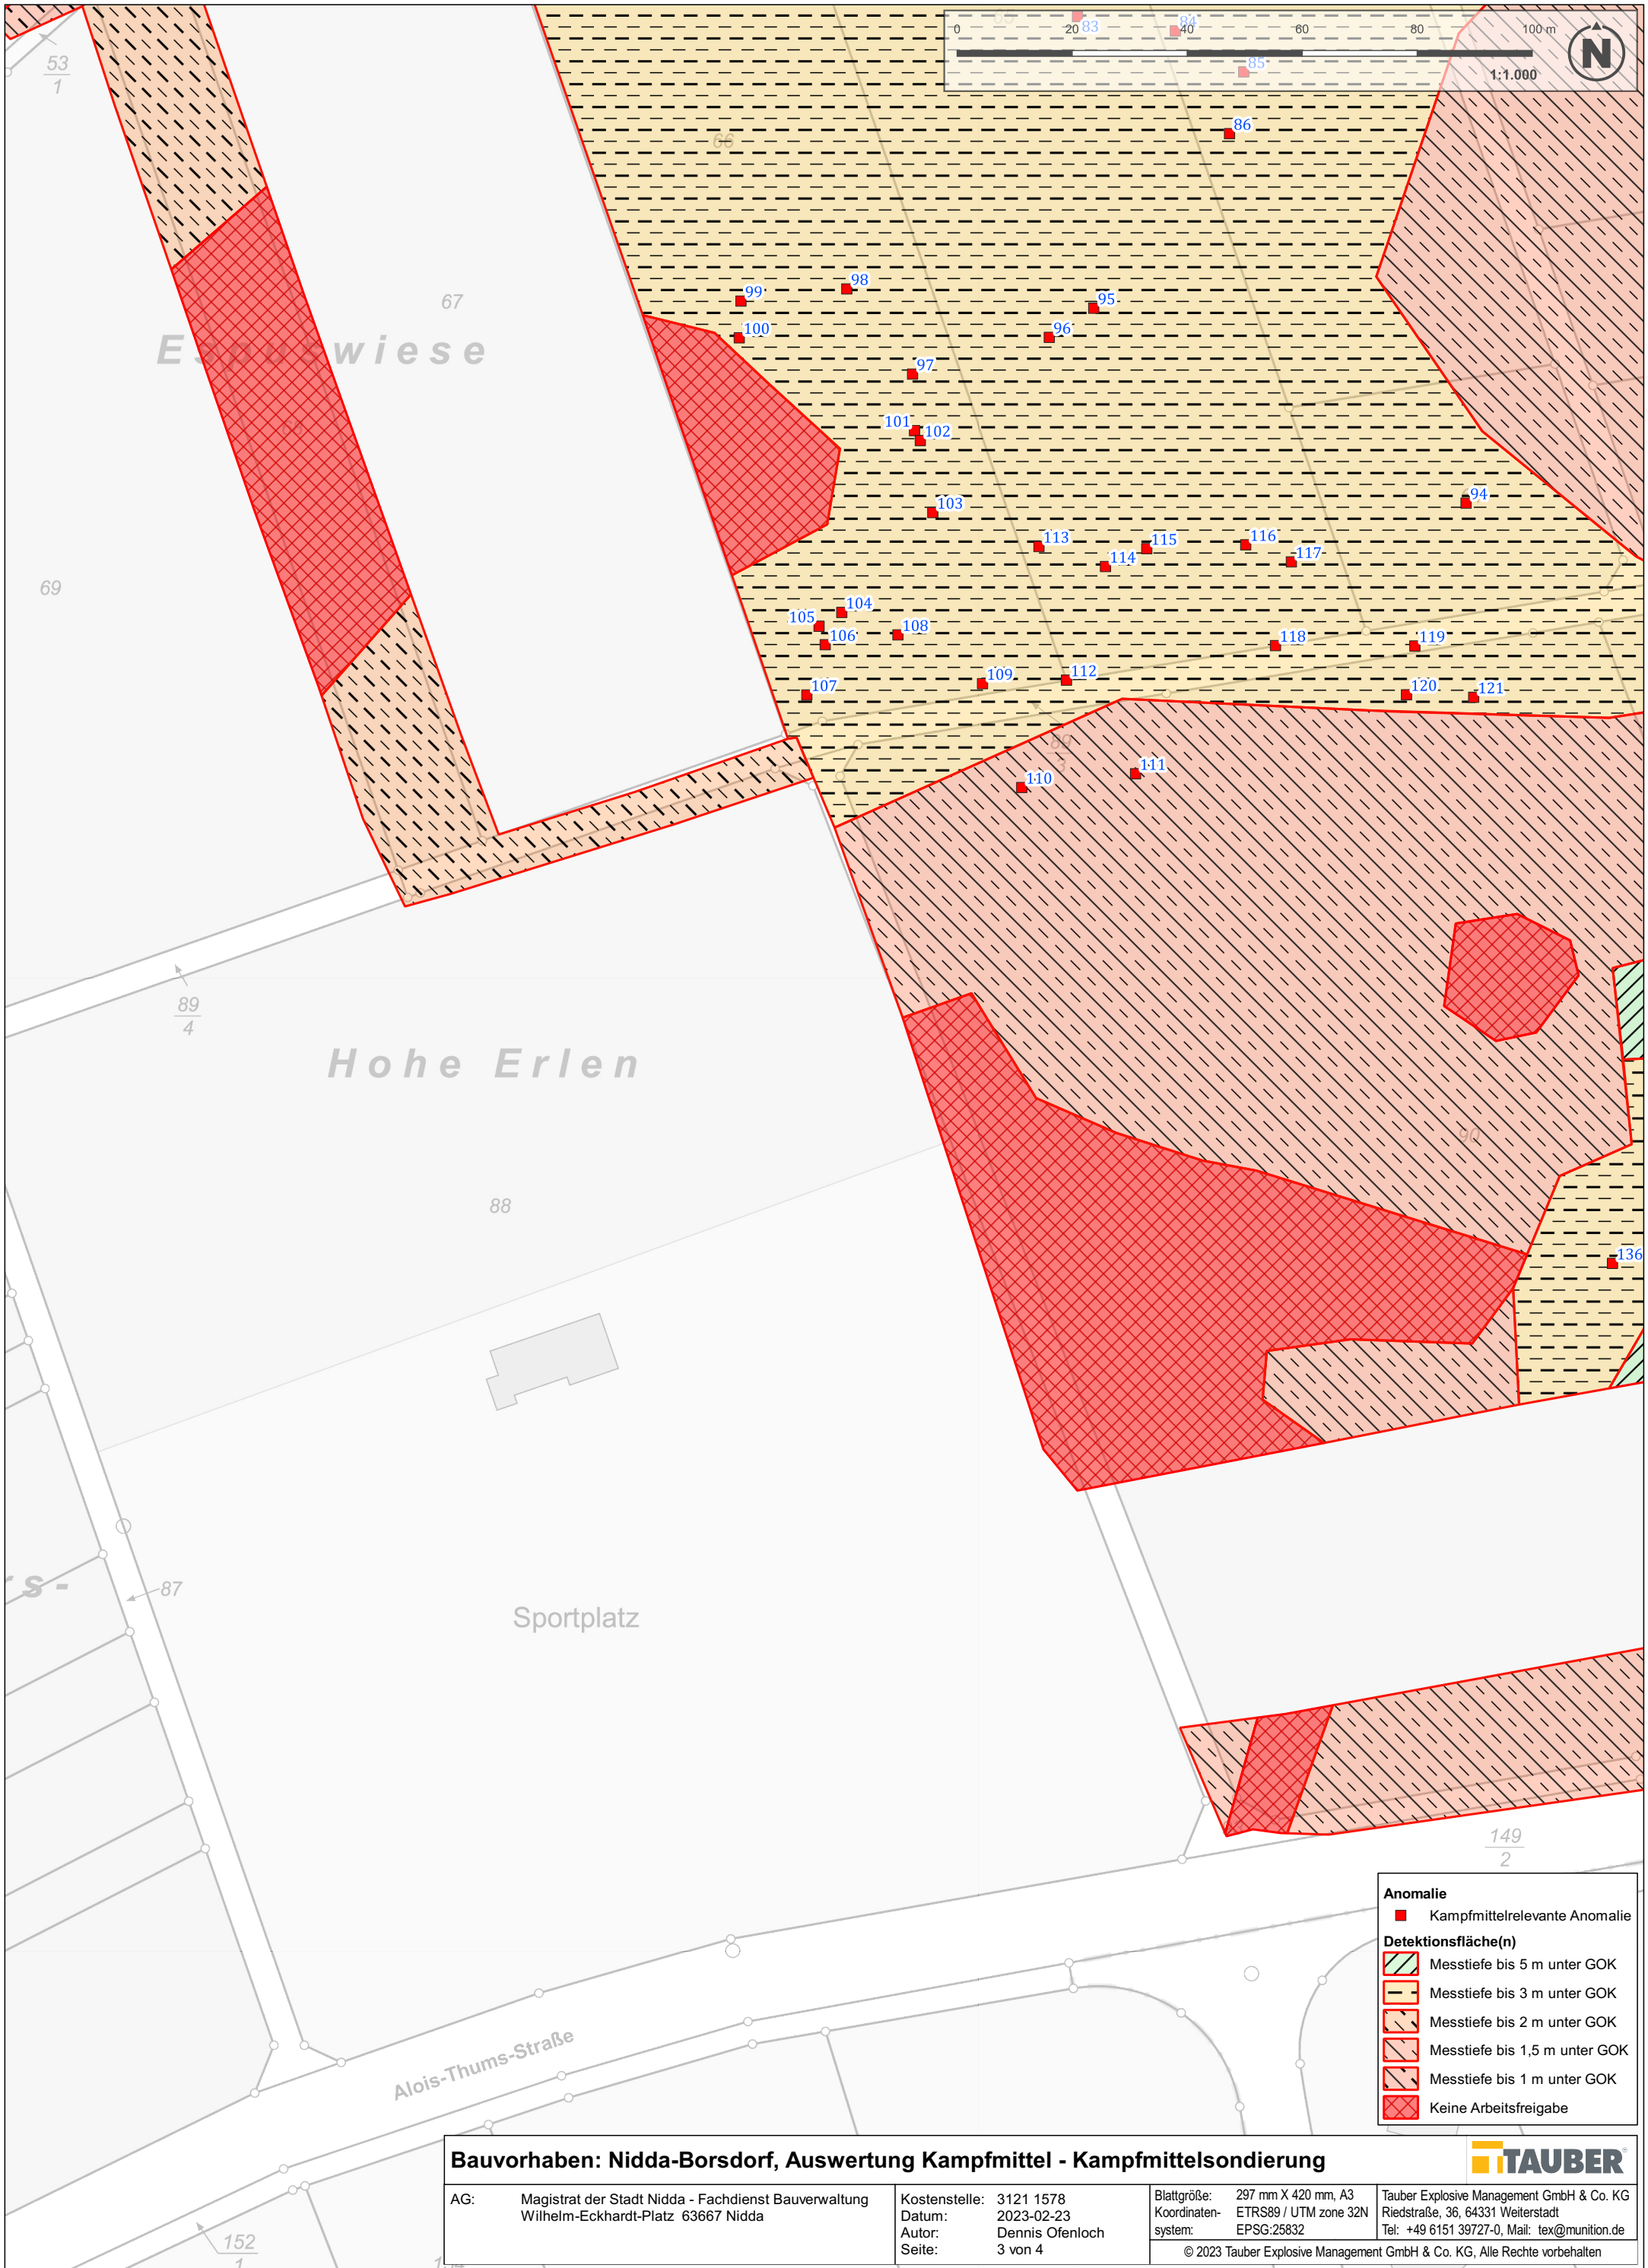 53
1
65
83
84
85
0 20 40 60 80 100 m
1:1.000
N
86
66
67
99
98
95
100
96
97
Espuswiese
68
101
102
94
103
113
115
116
114
117
69
104
105
106
108
118
119
109
112
107
120
121
89
3
110
111
89
4
Hohe Erlen
90
88
136
rs-
87
Sportplatz
149
2
Alois-Thums-Straße
152
1
Anomalie
Kampfmittelrelevante Anomalie
Detektionsfläche(n)
Messtiefe bis 5 m unter GOK
Messtiefe bis 3 m unter GOK
Messtiefe bis 2 m unter GOK
Messtiefe bis 1,5 m unter GOK
Messtiefe bis 1 m unter GOK
Keine Arbeitsfreigabe
Bauvorhaben: Nidda-Borsdorf, Auswertung Kampfmittel - Kampfmittelsondierung
TAUBER®
AG: Magistrat der Stadt Nidda - Fachdienst Bauverwaltung
Wilhelm-Eckhardt-Platz 63667 Nidda
Kostenstelle: 3121 1578
Datum: 2023-02-23
Autor: Dennis Ofenloch
Seite: 3 von 4
Blattgröße: 297 mm X 420 mm, A3
Koordinaten- ETRS89 / UTM zone 32N
system: EPSG:25832
Tauber Explosive Management GmbH & Co. KG
Riedstraße, 36, 64331 Weiterstadt
Tel: +49 6151 39727-0, Mail: tex@munition.de
© 2023 Tauber Explosive Management GmbH & Co. KG, Alle Rechte vorbehalten